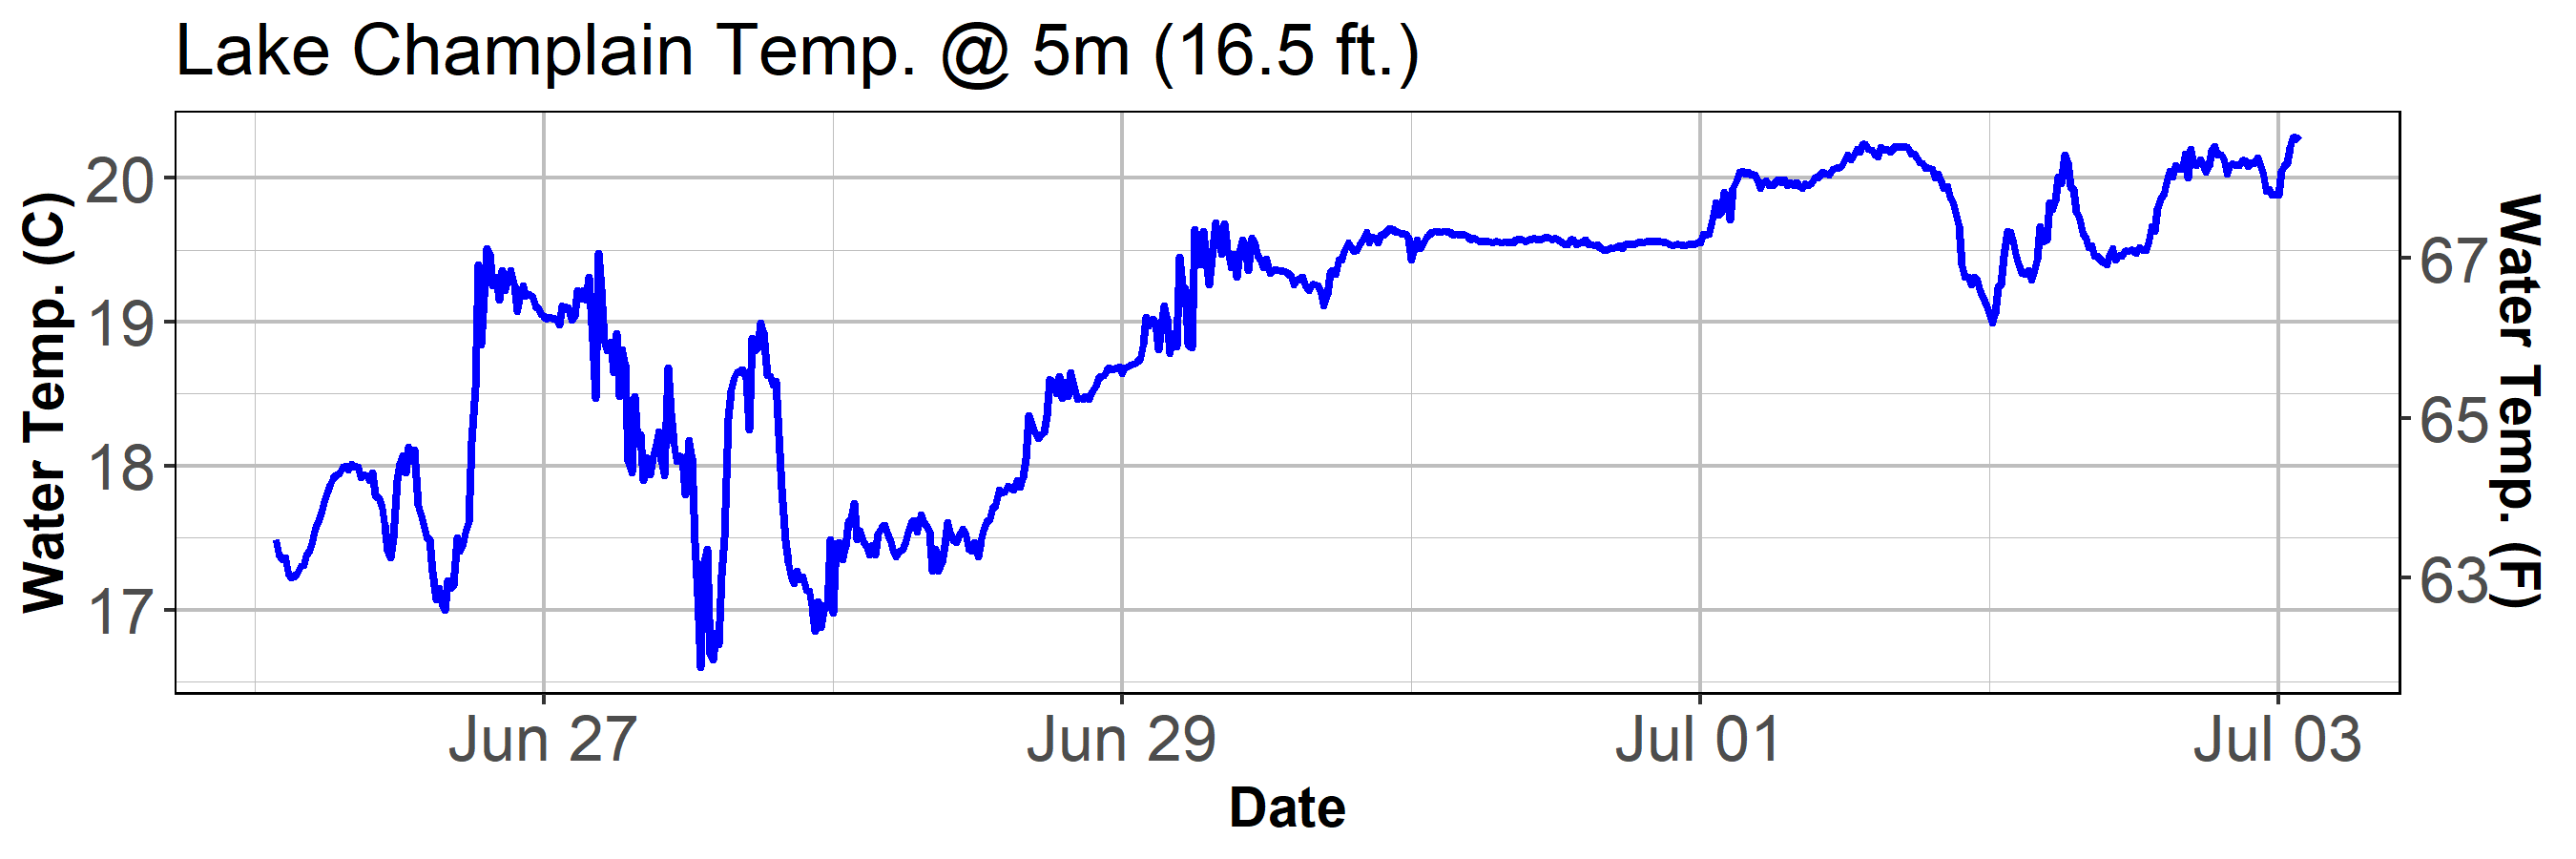 Lake Champlain Temp. @ 5m (16.5 ft.)
Water Temp. (C)
20
19
18
17
67
65
63
Water Temp. (F)
Jun 27
Jun 29
Jul 01
Jul 03
Date